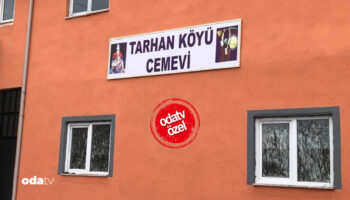 TARHAN KÖYÜ
CEMEVİ
odatv
özel
odatv